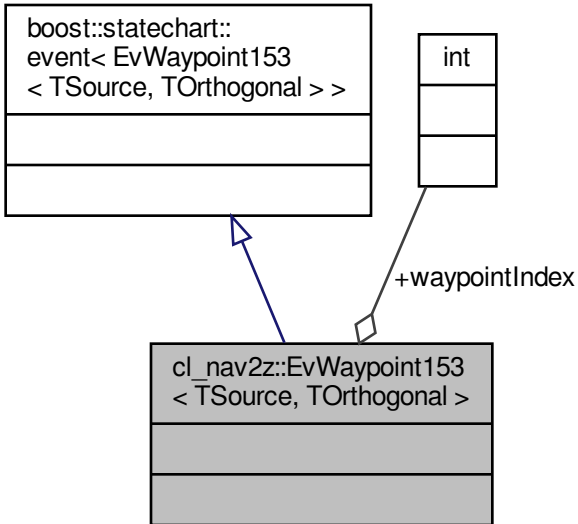 boost::statechart::
event< EvWaypoint153
< TSource, TOrthogonal > >
int
+waypointIndex
cl_nav2z::EvWaypoint153
< TSource, TOrthogonal >